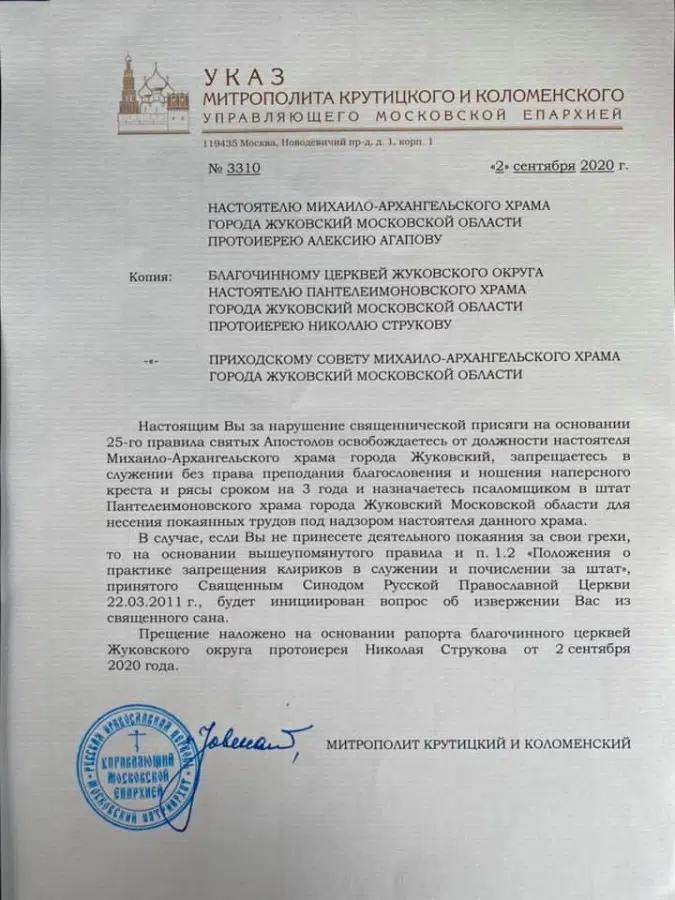 УКАЗ
МИТРОПОЛИТА КРУТИЦКОГО И КОЛОМЕНСКОГО
УПРАВЛЯЮЩЕГО МОСКОВСКОЙ ЕПАРХИЕЙ
119435 Москва, Новодевичий пр-д, д. 1, корп. 1
№ 3310 «2» сентября 2020 г.
НАСТОЯТЕЛЮ МИХАИЛО-АРХАНГЕЛЬСКОГО ХРАМА
ГОРОДА ЖУКОВСКИЙ МОСКОВСКОЙ ОБЛАСТИ
ПРОТОИЕРЕЮ АЛЕКСИЮ АГАПОВУ
Копия: БЛАГОЧИННОМУ ЦЕРКВЕЙ ЖУКОВСКОГО ОКРУГА
НАСТОЯТЕЛЮ ПАНТЕЛЕИМОНОВСКОГО ХРАМА
ГОРОДА ЖУКОВСКИЙ МОСКОВСКОЙ ОБЛАСТИ
ПРОТОИЕРЕЮ НИКОЛАЮ СТРУКОВУ
-«- ПРИХОДСКОМУ СОВЕТУ МИХАИЛО-АРХАНГЕЛЬСКОГО ХРАМА
ГОРОДА ЖУКОВСКИЙ МОСКОВСКОЙ ОБЛАСТИ
Настоящим Вы за нарушение священнической присяги на основании
25-го правила святых Апостолов освобождаетесь от должности настоятеля
Михаило-Архангельского храма города Жуковский, запрещаетесь в
служении без права преподания благословения и ношения наперсного
креста и рясы сроком на 3 года и назначаетесь псаломщиком в штат
Пантелеимоновского храма города Жуковский Московской области для
несения покаянных трудов под надзором настоятеля данного храма.
В случае, если Вы не принесете деятельного покаяния за свои грехи,
то на основании вышеупомянутого правила и п. 1.2 «Положения о
практике запрещения клириков в служении и почислении за штат»,
принятого Священным Синодом Русской Православной Церкви
22.03.2011 г., будет инициирован вопрос об извержении Вас из
священного сана.
Прещение наложено на основании рапорта благочинного церквей
Жуковского округа протоиерея Николая Струкова от 2 сентября
2020 года.
РУССКАЯ ПРАВОСЛАВНАЯ ЦЕРКОВЬ
МОСКОВСКИЙ ПАТРИАРХАТ
УПРАВЛЯЮЩИЙ
МОСКОВСКОЙ
ЕПАРХИЕЙ
Ювеналий,
МИТРОПОЛИТ КРУТИЦКИЙ И КОЛОМЕНСКИЙ